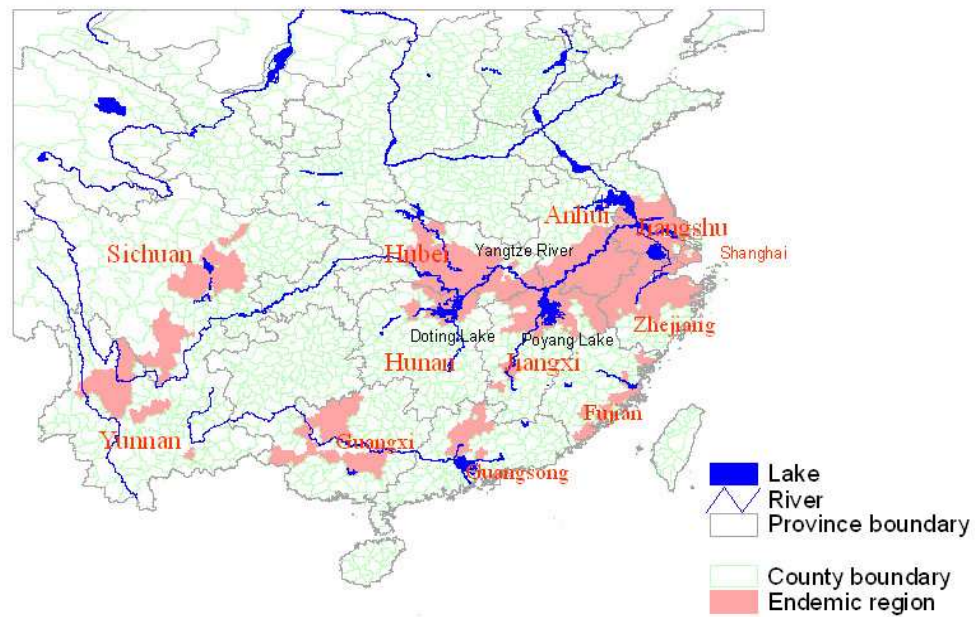 Anhui
Jiangshu
Sichuan
Hubei
Yangtze River
Shanghai
Zhejiang
Doting Lake
Poyang Lake
Hunan
Jiangxi
Fujian
Yunnan
Guangxi
Guangsong
Lake
River
Province boundary
County boundary
Endemic region